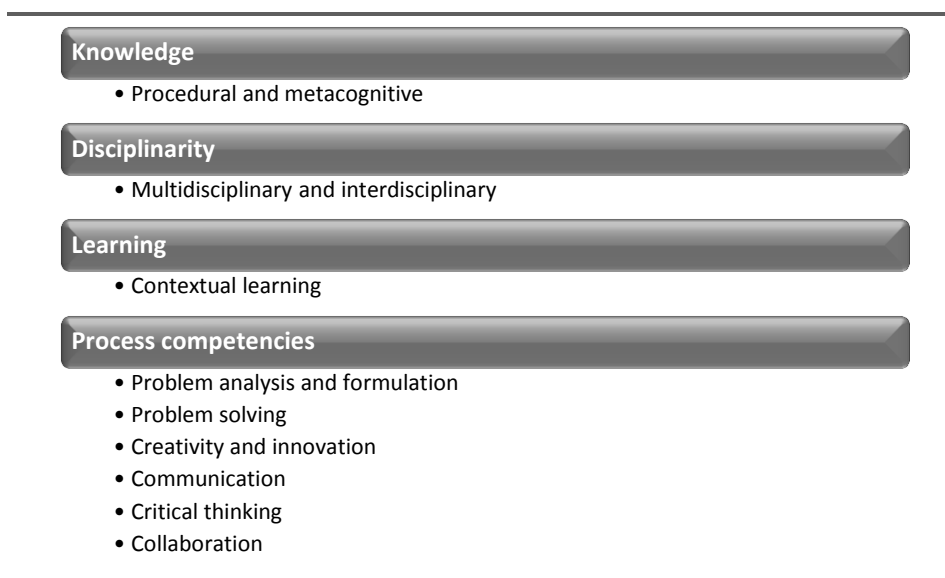 Knowledge
• Procedural and metacognitive
Disciplinarity
• Multidisciplinary and interdisciplinary
Learning
• Contextual learning
Process competencies
• Problem analysis and formulation
• Problem solving
• Creativity and innovation
• Communication
• Critical thinking
• Collaboration